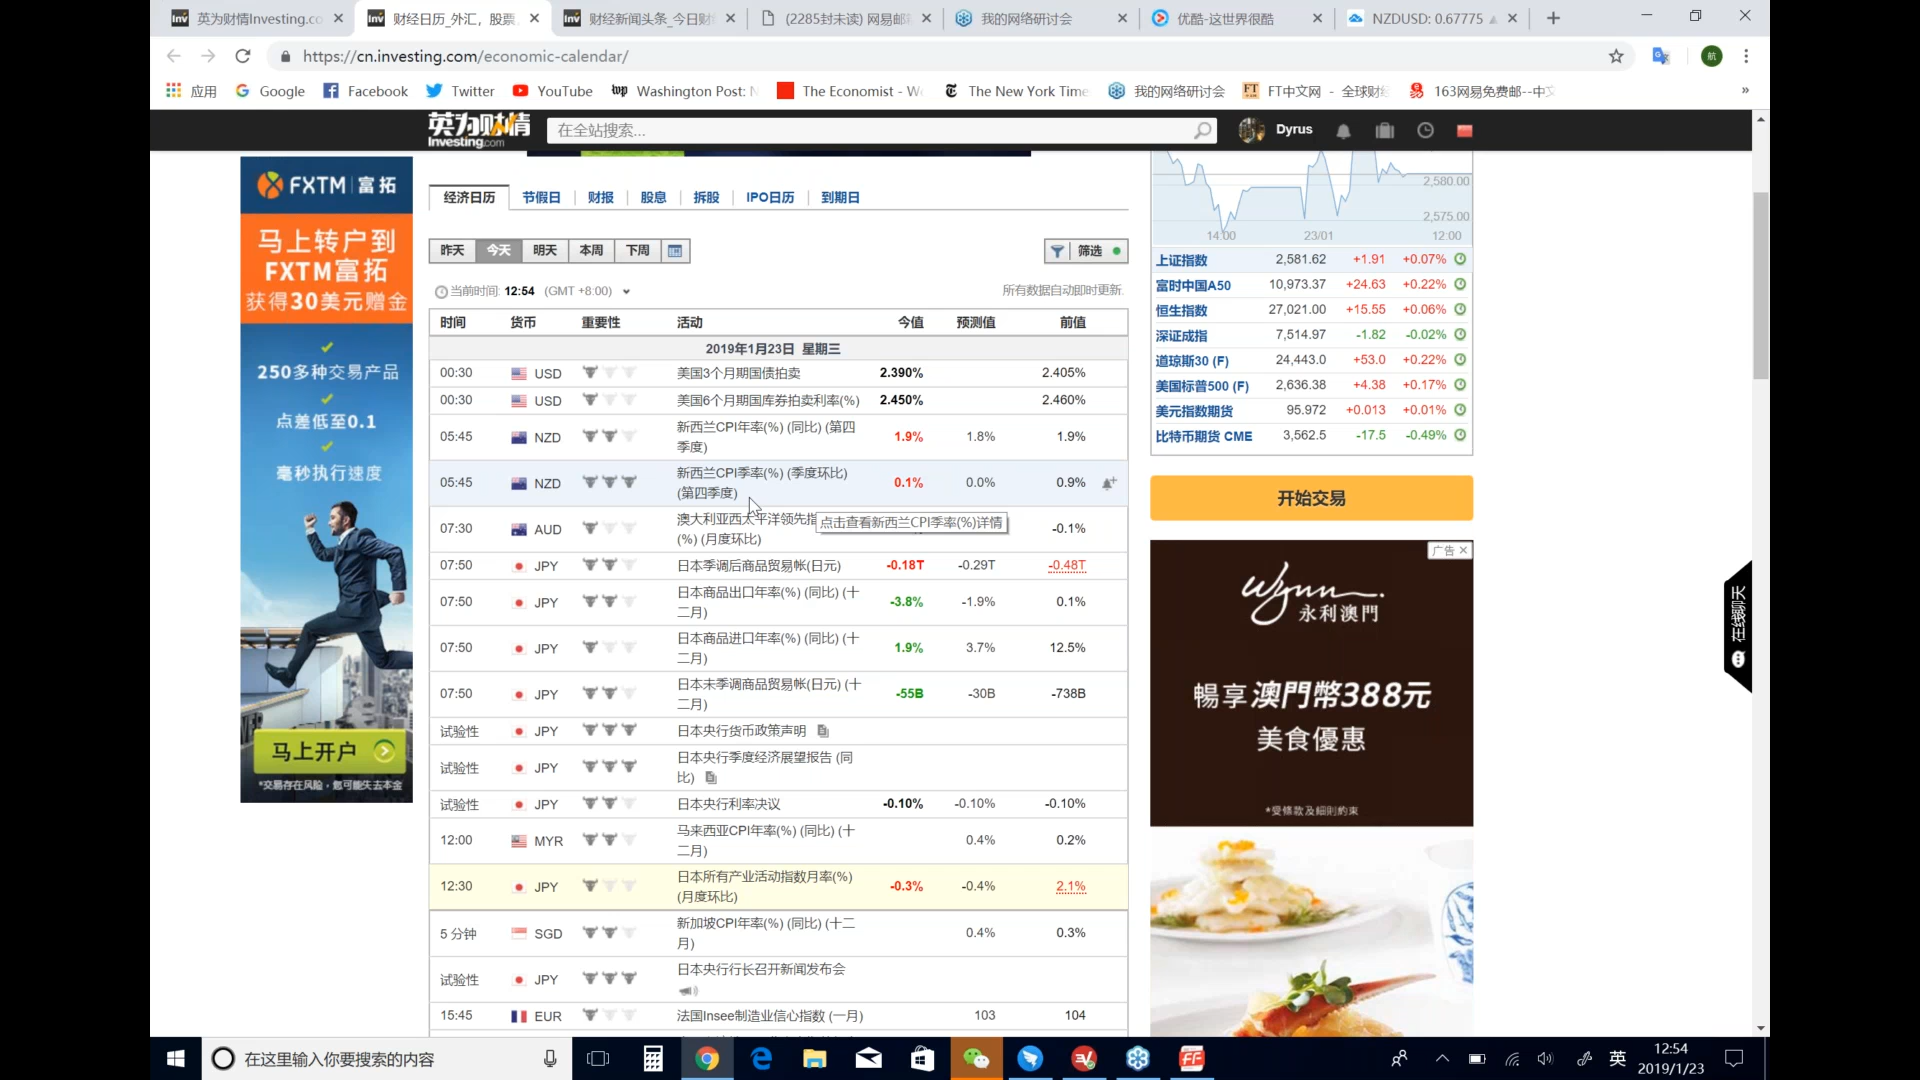 英为财情Investing.co
财经日历_外汇，股票
财经新闻头条_今日财
(2285封未读) 网易邮
我的网络研讨会
优酷-这世界很酷
NZDUSD: 0.67775
https://cn.investing.com/economic-calendar/
应用
Google
Facebook
Twitter
YouTube
Washington Post: N
The Economist - W
The New York Time
我的网络研讨会
FT中文网 - 全球财经
163网易免费邮--中文
英为财情
Investing.com
在全站搜索...
Dyrus
FXTM 富拓
马上转户到
FXTM富拓
获得30美元赠金
250多种交易产品
点差低至0.1
毫秒执行速度
马上开户
*交易存在风险，您可能失去本金
经济日历 节假日 财报 股息 拆股 IPO日历 到期日
昨天 今天 明天 本周 下周
筛选
当前时间: 12:54 (GMT +8:00)
所有数据自动即时更新.
时间 货币 重要性 活动 今值 预测值 前值
2019年1月23日 星期三
00:30 USD 美国3个月期国债拍卖 2.390% 2.405%
00:30 USD 美国6个月期国库券拍卖利率(%) 2.450% 2.460%
05:45 NZD 新西兰CPI年率(%) (同比) (第四 1.9% 1.8% 1.9%
季度)
05:45 NZD 新西兰CPI季率(%) (季度环比) 0.1% 0.0% 0.9%
(第四季度)
07:30 AUD 澳大利亚西太平洋领先指 -0.1%
(%) (月度环比)
点击查看新西兰CPI季率(%)详情
07:50 JPY 日本季调后商品贸易帐(日元) -0.18T -0.29T -0.48T
07:50 JPY 日本商品出口年率(%) (同比) (十 -3.8% -1.9% 0.1%
二月)
07:50 JPY 日本商品进口年率(%) (同比) (十 1.9% 3.7% 12.5%
二月)
07:50 JPY 日本未季调商品贸易帐(日元) (十 -55B -30B -738B
二月)
试验性 JPY 日本央行货币政策声明
试验性 JPY 日本央行季度经济展望报告 (同
比)
试验性 JPY 日本央行利率决议 -0.10% -0.10% -0.10%
12:00 MYR 马来西亚CPI年率(%) (同比) (十 0.4% 0.2%
二月)
12:30 JPY 日本所有产业活动指数月率(%) -0.3% -0.4% 2.1%
(月度环比)
5 分钟 SGD 新加坡CPI年率(%) (同比) (十二 0.4% 0.3%
月)
试验性 JPY 日本央行行长召开新闻发布会
15:45 EUR 法国Insee制造业信心指数 (一月) 103 104
2,580.00
2,575.00
14:00 23/01 12:00
上证指数 2,581.62 +1.91 +0.07%
富时中国A50 10,973.37 +24.63 +0.22%
恒生指数 27,021.00 +15.55 +0.06%
深证成指 7,514.97 -1.82 -0.02%
道琼斯30 (F) 24,443.0 +53.0 +0.22%
美国标普500 (F) 2,636.38 +4.38 +0.17%
美元指数期货 95.972 +0.013 +0.01%
比特币期货 CME 3,562.5 -17.5 -0.49%
开始交易
广告
Wynn
永利澳門
暢享澳門幣388元
美食優惠
*受條款及細則約束
在线聊天
在这里输入你要搜索的内容
英
12:54
2019/1/23